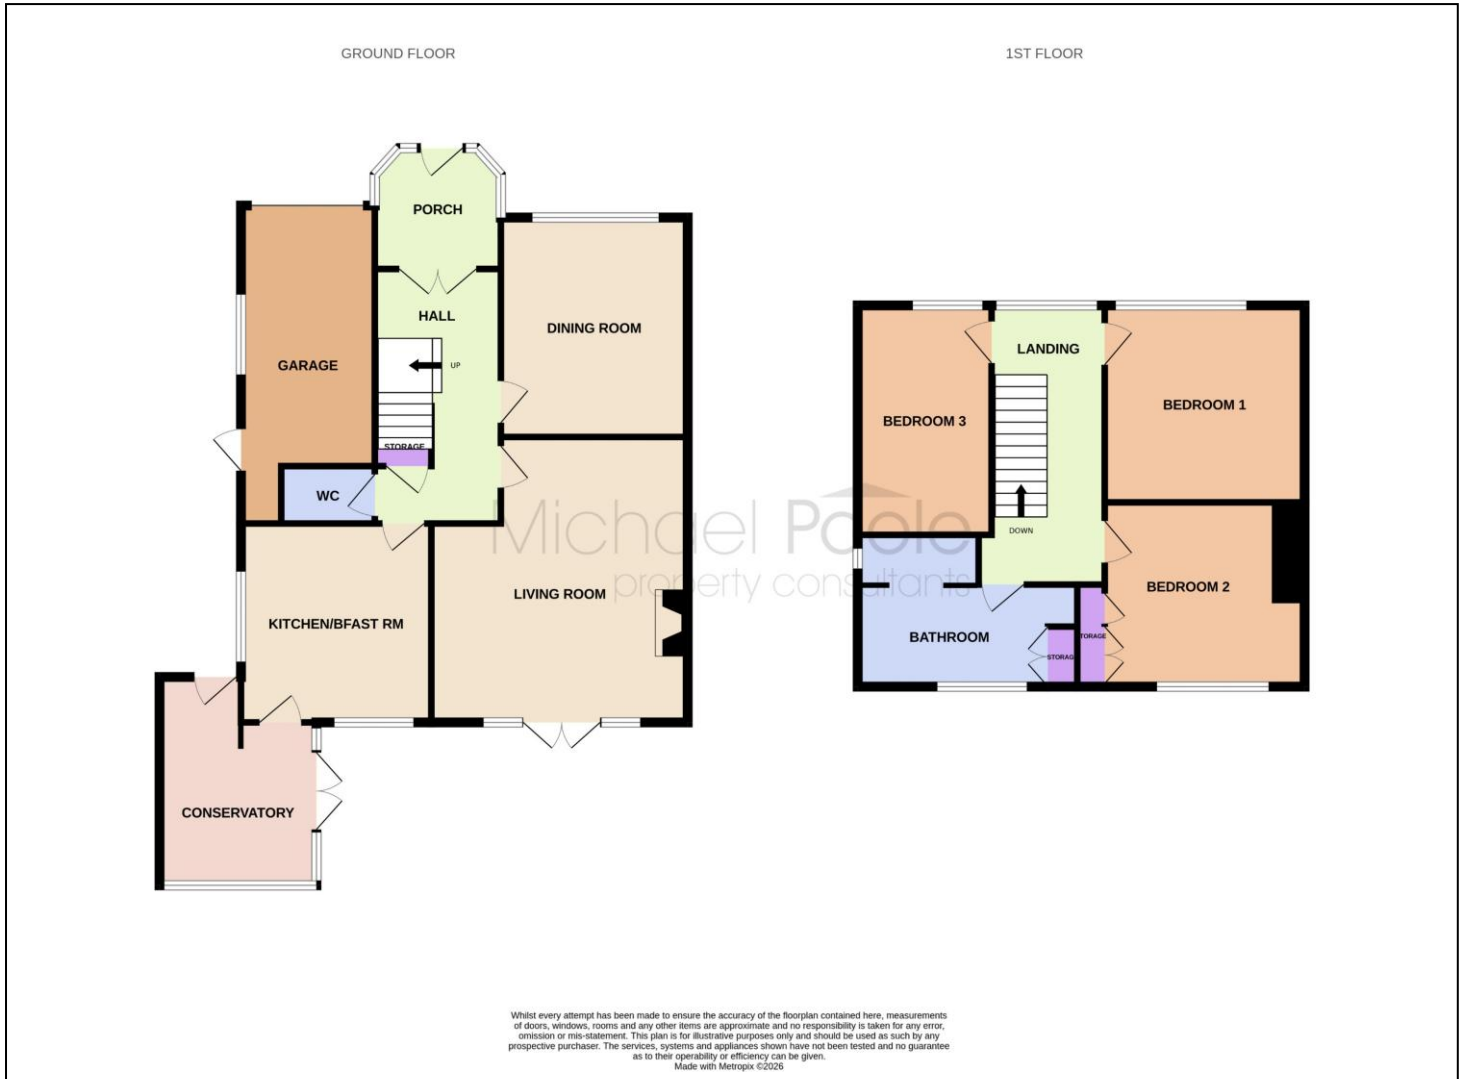 GROUND FLOOR
1ST FLOOR
PORCH
HALL
DINING ROOM
GARAGE
UP
STORAGE
WC
LIVING ROOM
KITCHEN/BFAST RM
CONSERVATORY
LANDING
BEDROOM 1
BEDROOM 3
DOWN
BEDROOM 2
BATHROOM
STORAG
TORAGE
Michael Poole
property consultants
Whilst every attempt has been made to ensure the accuracy of the floorplan contained here, measurements
of doors, windows, rooms and any other items are approximate and no responsibility is taken for any error,
omission or mis-statement. This plan is for illustrative purposes only and should be used as such by any
prospective purchaser. The services, systems and appliances shown have not been tested and no guarantee
as to their operability or efficiency can be given.
Made with Metropix ©2026